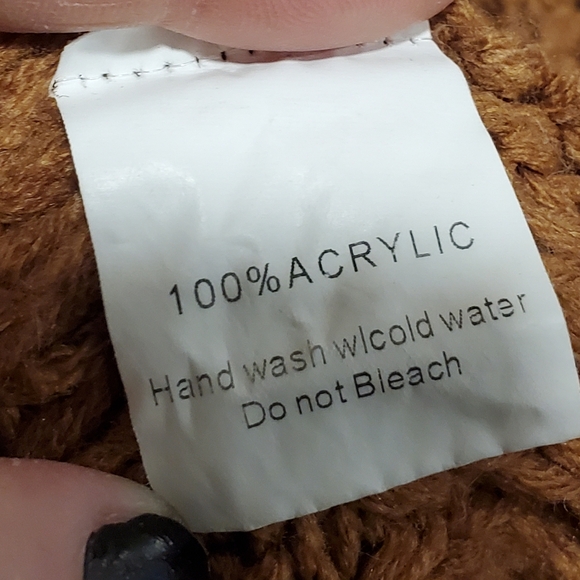 100%ACRYLIC
Hand wash wlcold water
Do not Bleach